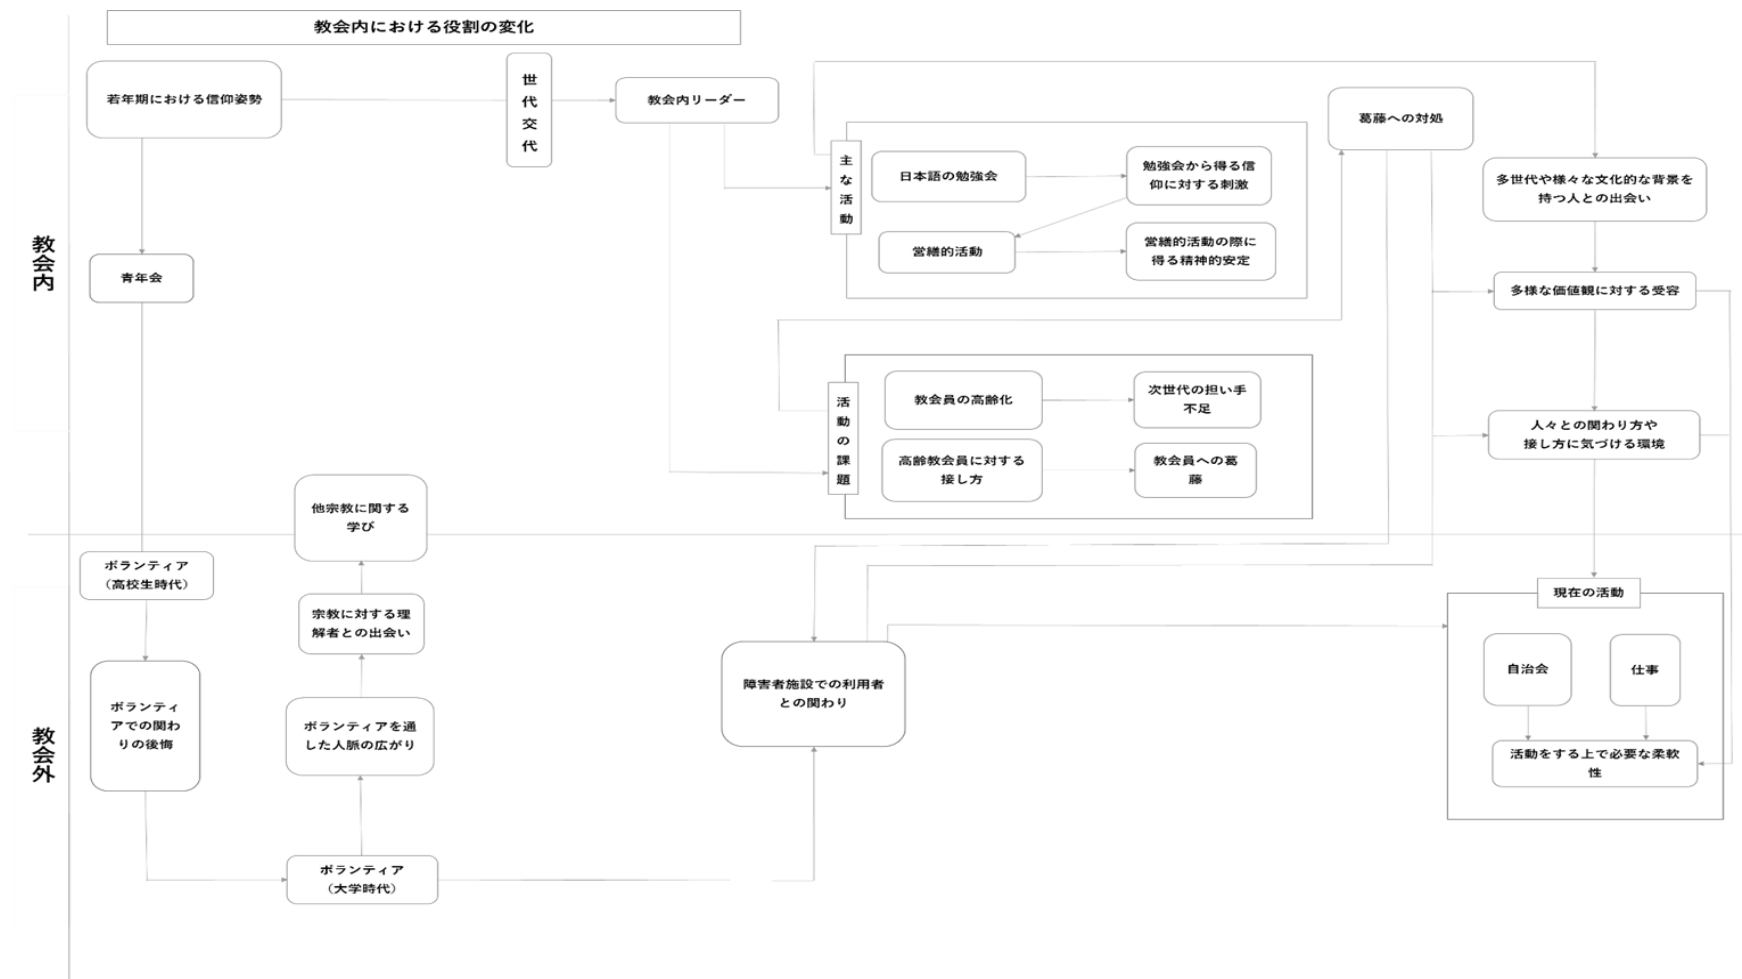 教会内における役割の変化
教会内
教会外
若年期における信仰姿勢
世代交代
教会内リーダー
青年会
主な活動
日本語の勉強会
勉強会から得る信
仰に対する刺激
営繕的活動
営繕的活動の際に
得る精神的安定
葛藤への対処
多世代や様々な文化的な背景を
持つ人との出会い
多様な価値観に対する受容
人々との関わり方や
接し方に気づける環境
活動の課題
教会員の高齢化
次世代の担い手
不足
高齢教会員に対する
接し方
教会員への葛
藤
他宗教に関する
学び
ボランティア
（高校生時代）
宗教に対する理
解者との出会い
ボランティ
アでの関わ
りの後悔
ボランティアを通
した人脈の広がり
ボランティア
（大学時代）
障害者施設での利用者
との関わり
現在の活動
自治会
仕事
活動をする上で必要な柔軟
性